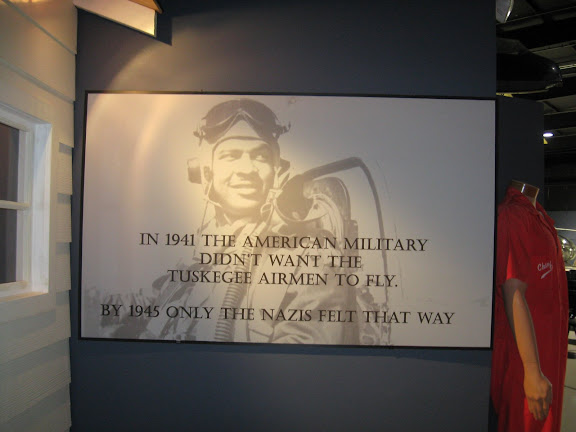 IN 1941 THE AMERICAN MILITARY
DIDN'T WANT THE
TUSKEGEE AIRMEN TO FLY.
BY 1945 ONLY THE NAZIS FELT THAT WAY